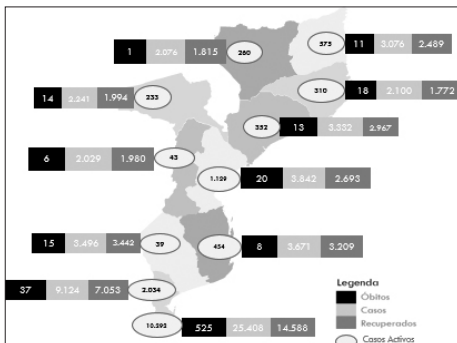 1 2.076 1.815 260
573 11 3.076 2.489
14 2.241 1.994 233
310 18 2.100 1.772
352 13 3.332 2.967
6 2.029 1.980 43
1.129 20 3.842 2.693
15 3.496 3.442 39
454 8 3.671 3.209
37 9.124 7.053 2.034
10.292 525 25.408 14.588
Legenda
Óbitos
Casos
Recuperados
Casos Activos